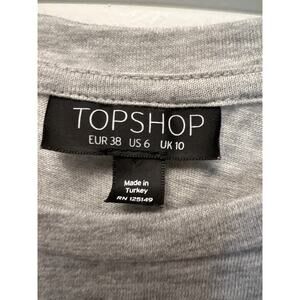 TOPSHOP
EUR 38 US 6 UK 10
Made in
Turkey
RN 125149